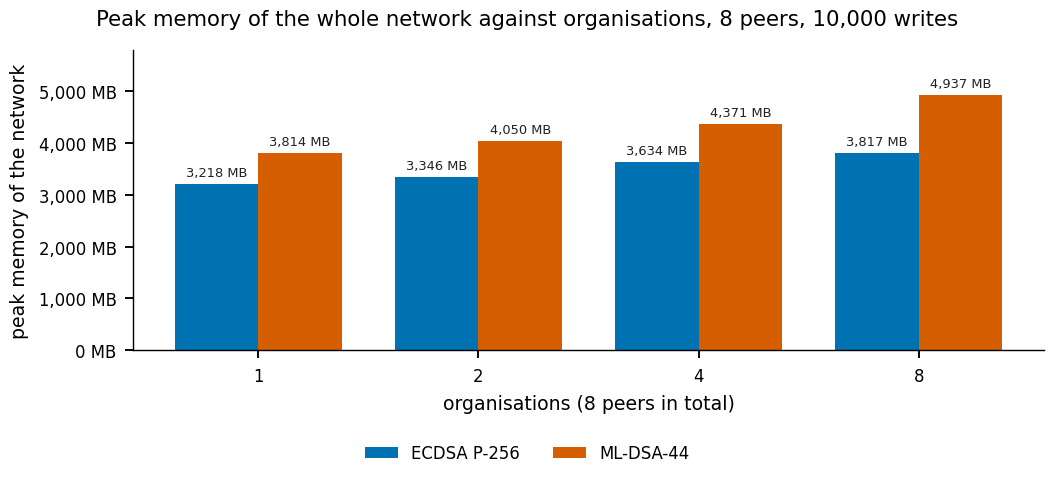 Peak memory of the whole network against organisations, 8 peers, 10,000 writes
peak memory of the network
5,000 MB
4,000 MB
3,000 MB
2,000 MB
1,000 MB
0 MB
3,218 MB
3,814 MB
3,346 MB
4,050 MB
3,634 MB
4,371 MB
3,817 MB
4,937 MB
1
2
4
8
organisations (8 peers in total)
ECDSA P-256
ML-DSA-44